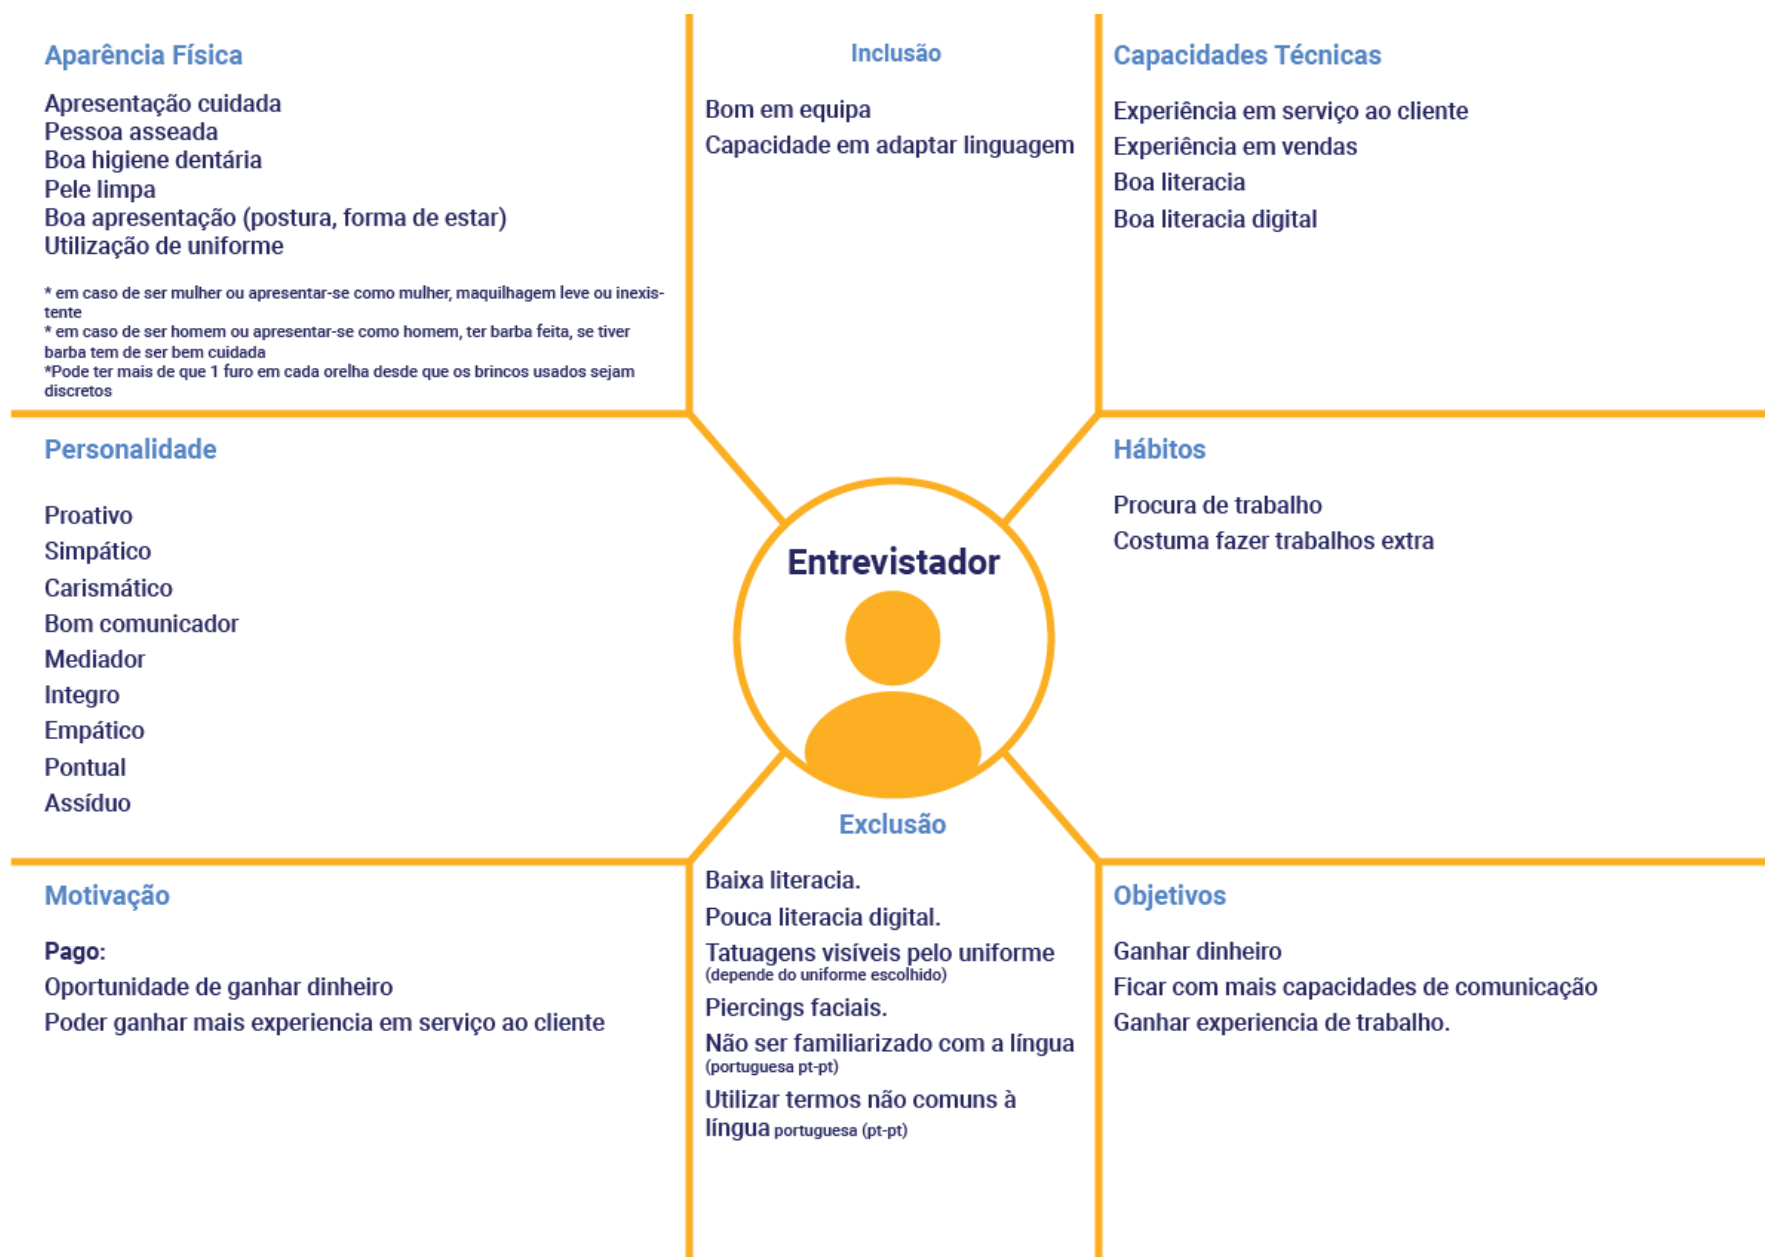 Aparência Física
Apresentação cuidada
Pessoa asseada
Boa higiene dentária
Pele limpa
Boa apresentação (postura, forma de estar)
Utilização de uniforme
* em caso de ser mulher ou apresentar-se como mulher, maquilhagem leve ou inexis-
tente
* em caso de ser homem ou apresentar-se como homem, ter barba feita, se tiver
barba tem de ser bem cuidada
*Pode ter mais de que 1 furo em cada orelha desde que os brincos usados sejam
discretos
Inclusão
Bom em equipa
Capacidade em adaptar linguagem
Capacidades Técnicas
Experiência em serviço ao cliente
Experiência em vendas
Boa literacia
Boa literacia digital
Personalidade
Proativo
Simpático
Carismático
Bom comunicador
Mediador
Integro
Empático
Pontual
Assíduo
Entrevistador
Hábitos
Procura de trabalho
Costuma fazer trabalhos extra
Motivação
Pago:
Oportunidade de ganhar dinheiro
Poder ganhar mais experiencia em serviço ao cliente
Exclusão
Baixa literacia.
Pouca literacia digital.
Tatuagens visíveis pelo uniforme
(depende do uniforme escolhido)
Piercings faciais.
Não ser familiarizado com a língua
(portuguesa pt-pt)
Utilizar termos não comuns à
língua portuguesa (pt-pt)
Objetivos
Ganhar dinheiro
Ficar com mais capacidades de comunicação
Ganhar experiencia de trabalho.